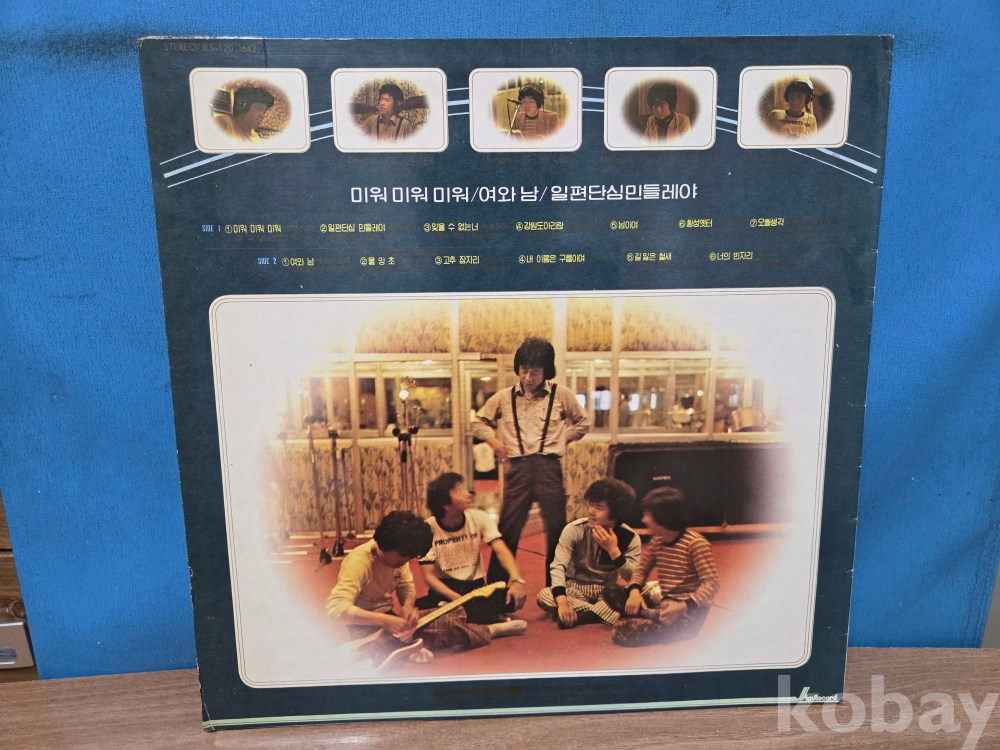 STEREO/JLS-120 1642
미워 미워 미워/여와 남/일편단심민들레야
SIDE 1 ①미워 미워 미워 ②일편단심 민들레야 ③잊을 수 없는너 ④강원도아리랑 ⑤님이여 ⑥황성옛터 ⑦오빠생각
SIDE 2 ①여와 남 ②물 망 초 ③고추 잠자리 ④내 이름은 구름이여 ⑤길 잃은 철새 ⑥너의 빈자리
PROPERTY OF
kobay